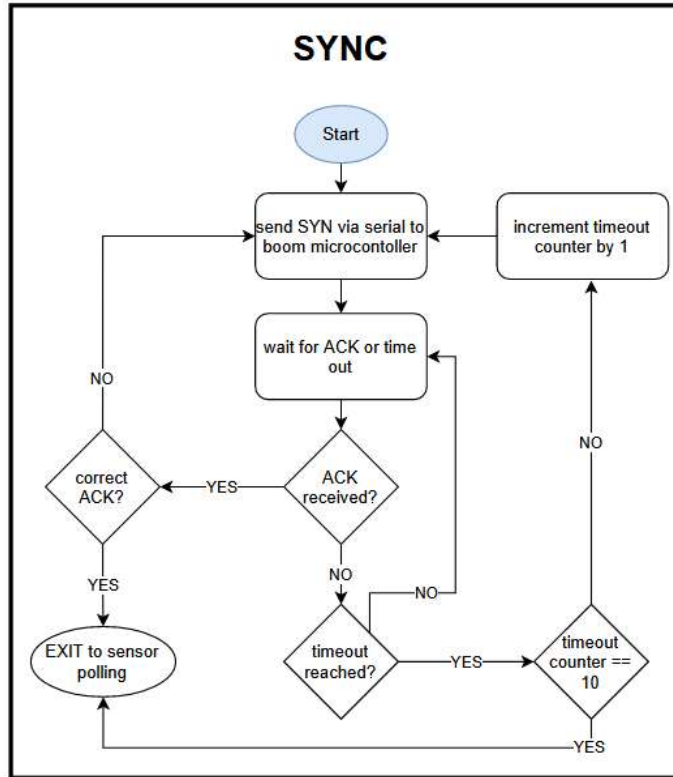 SYNC
Start
send SYN via serial to
boom microcontoller
increment timeout
counter by 1
wait for ACK or time
out
NO
NO
correct
ACK?
YES
ACK
received?
YES
NO
NO
EXIT to sensor
polling
timeout
reached?
YES
timeout
counter ==
10
YES